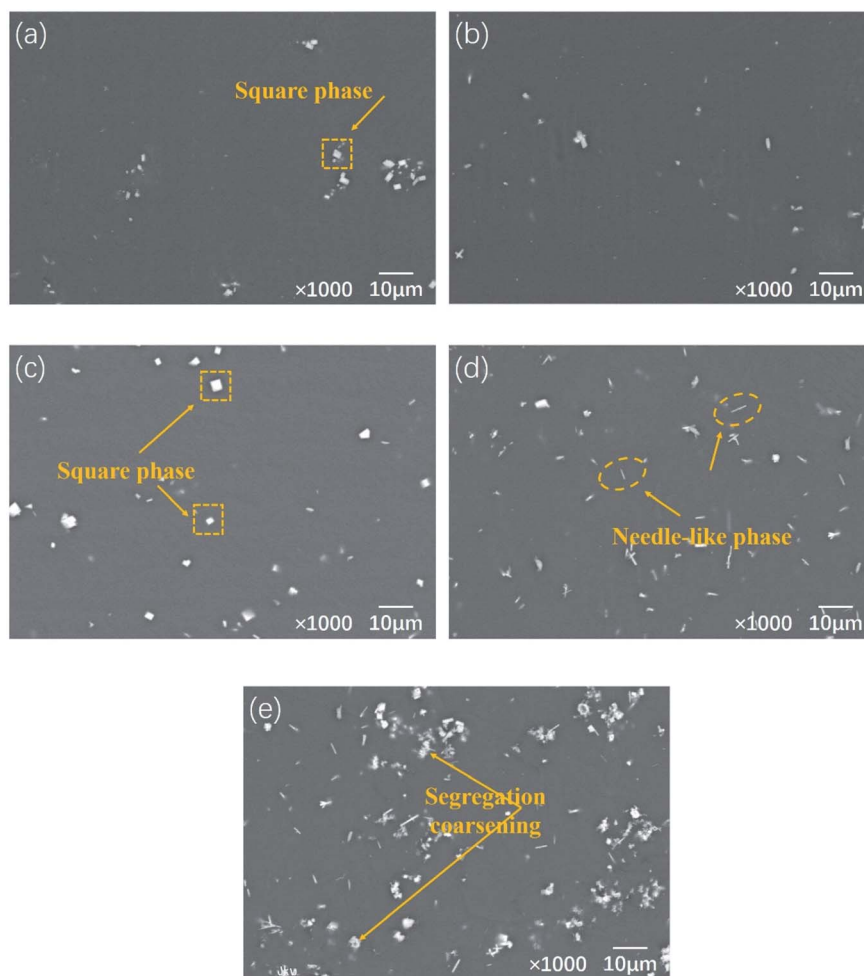 (a)
Square phase
×1000 10μm
(b)
×1000 10μm
(c)
Square phase
×1000 10μm
(d)
Needle-like phase
×1000 10μm
(e)
Segregation
coarsening
×1000 10μm